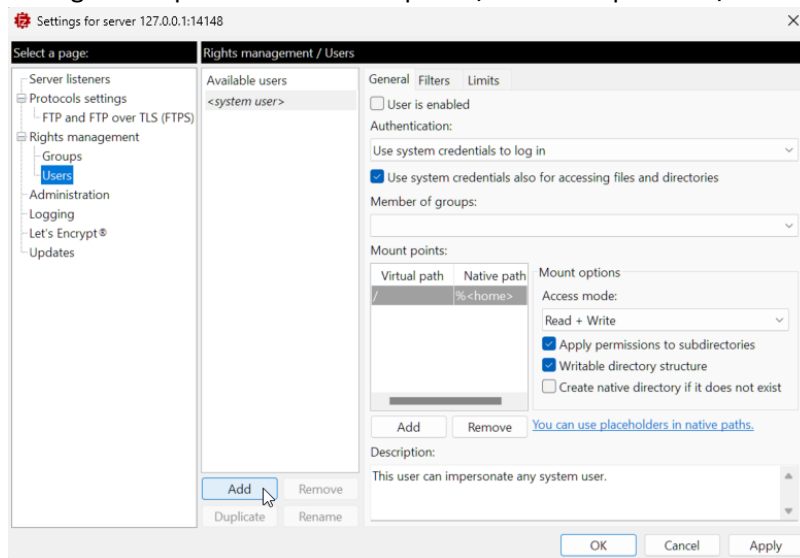 Settings for server 127.0.0.1:14148
Select a page:
Rights management / Users
Server listeners
Protocols settings
FTP and FTP over TLS (FTPS)
Rights management
Groups
Users
Administration
Logging
Let's Encrypt®
Updates
Available users
<system user>
Add
Remove
Duplicate
Rename
General Filters Limits
User is enabled
Authentication:
Use system credentials to log in
Use system credentials also for accessing files and directories
Member of groups:
Mount points:
Virtual path Native path
/ %<home>
Mount options
Access mode:
Read + Write
Apply permissions to subdirectories
Writable directory structure
Create native directory if it does not exist
Add Remove
You can use placeholders in native paths.
Description:
This user can impersonate any system user.
OK Cancel Apply